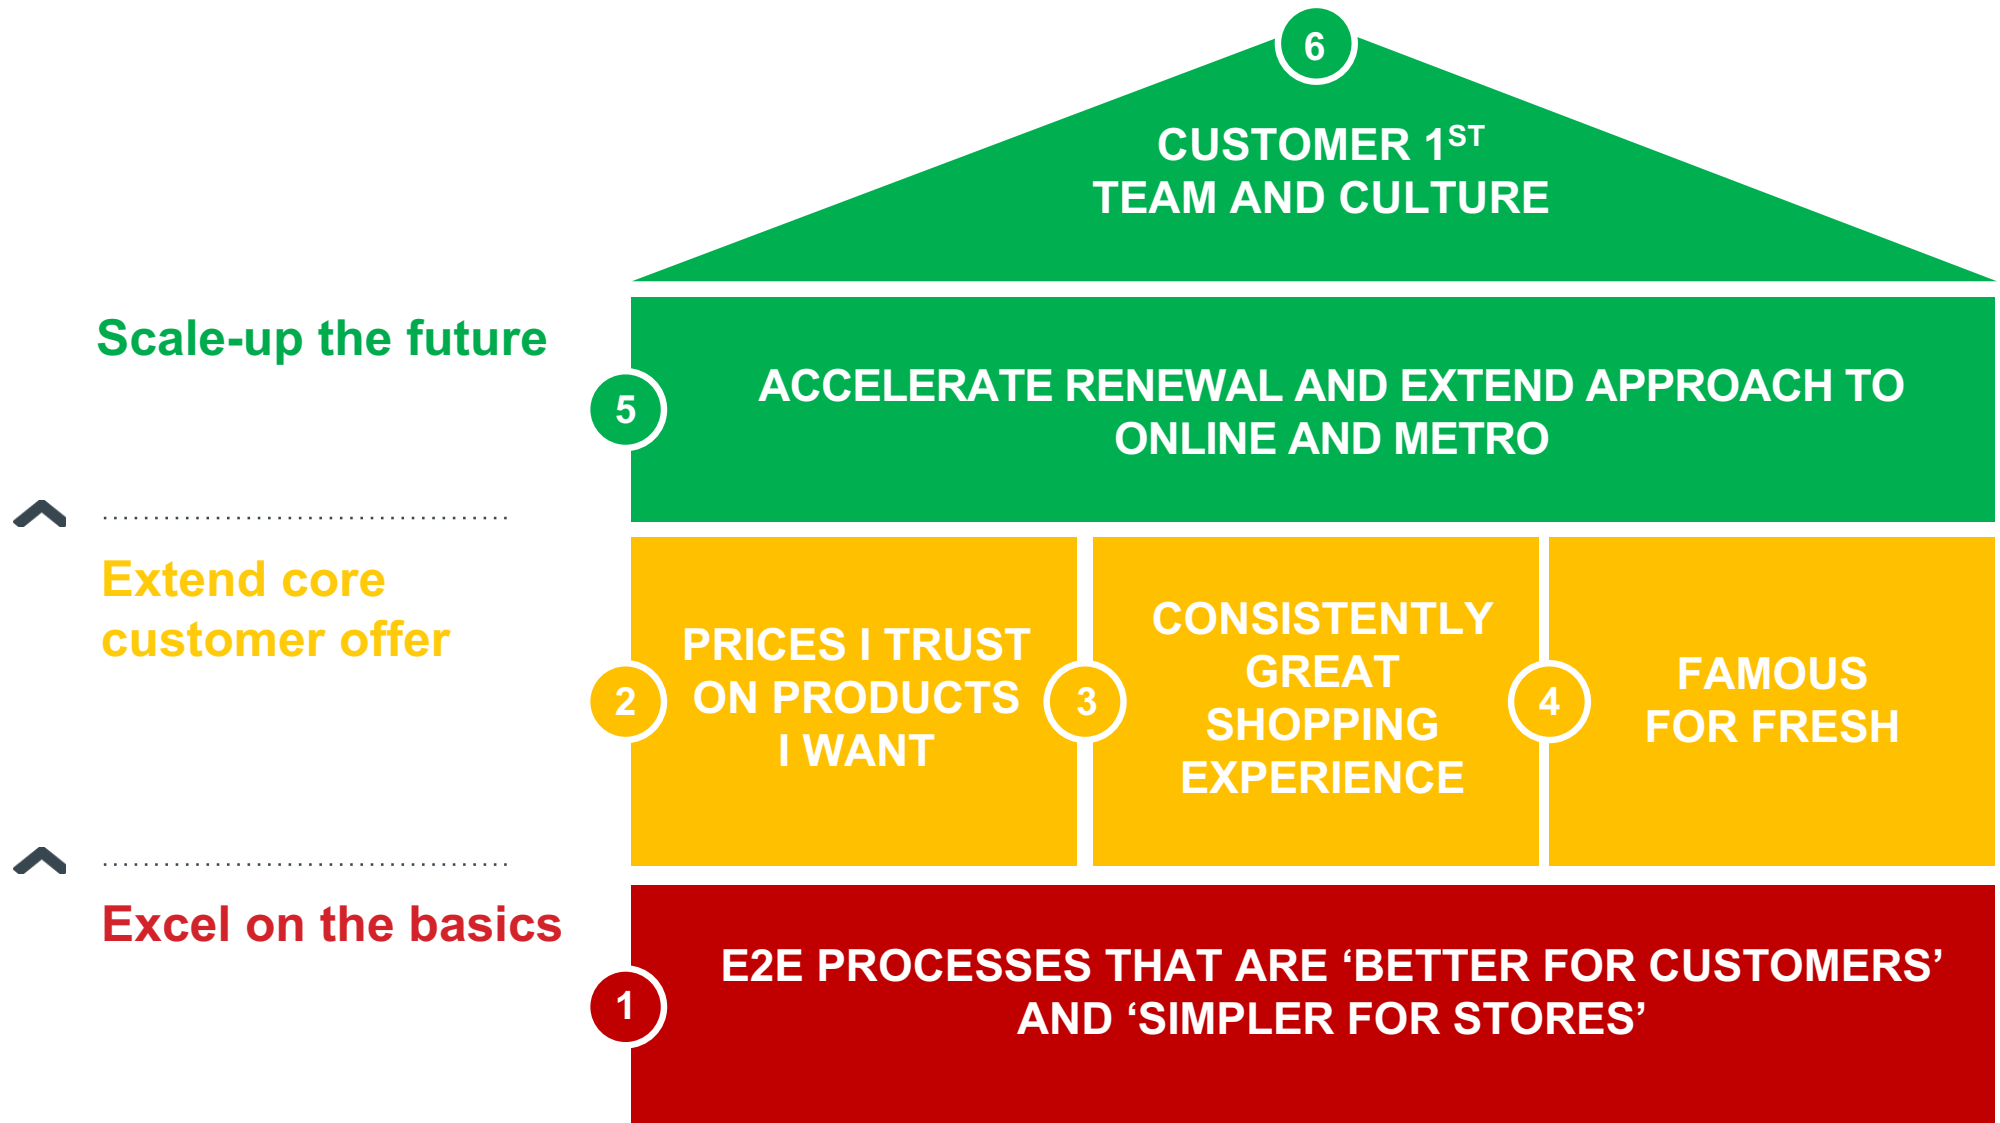 6
CUSTOMER 1ST
TEAM AND CULTURE
Scale-up the future
5
ACCELERATE RENEWAL AND EXTEND APPROACH TO
ONLINE AND METRO
Extend core
customer offer
2
PRICES I TRUST
ON PRODUCTS
I WANT
3
CONSISTENTLY
GREAT
SHOPPING
EXPERIENCE
4
FAMOUS
FOR FRESH
Excel on the basics
1
E2E PROCESSES THAT ARE ‘BETTER FOR CUSTOMERS’
AND ‘SIMPLER FOR STORES’